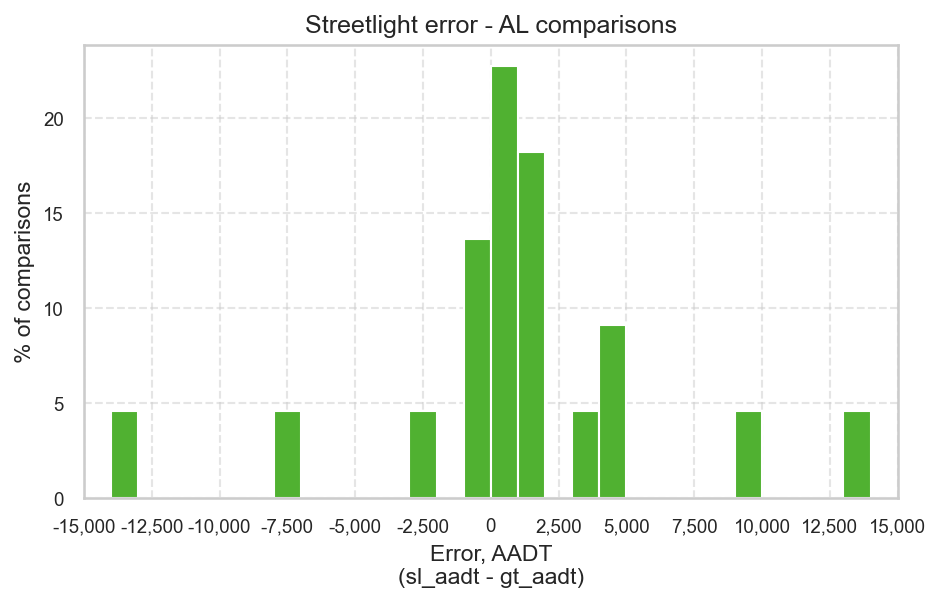 Streetlight error - AL comparisons
% of comparisons
20
15
10
5
0
-15,000 -12,500 -10,000 -7,500 -5,000 -2,500 0 2,500 5,000 7,500 10,000 12,500 15,000
Error, AADT
(sl_aadt - gt_aadt)